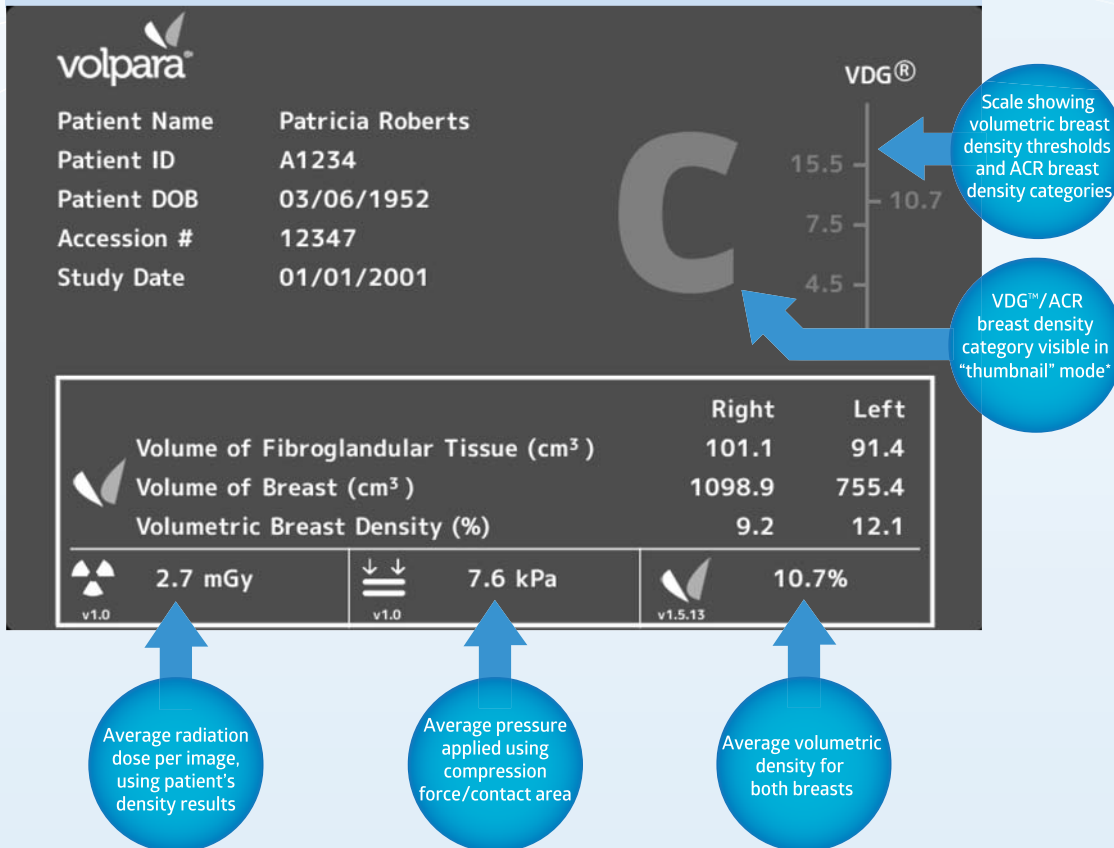 volpara®
VDG®
Patient Name Patricia Roberts
Patient ID A1234
Patient DOB 03/06/1952
Accession # 12347
Study Date 01/01/2001
C
15.5
10.7
7.5
4.5
Scale showing
volumetric breast
density thresholds
and ACR breast
density categories
VDG™/ACR
breast density
category visible in
“thumbnail” mode*
Right Left
Volume of Fibroglandular Tissue (cm³ ) 101.1 91.4
Volume of Breast (cm³ ) 1098.9 755.4
Volumetric Breast Density (%) 9.2 12.1
2.7 mGy
v1.0
7.6 kPa
v1.0
10.7%
v1.5.13
Average radiation
dose per image,
using patient’s
density results
Average pressure
applied using
compression
force/contact area
Average volumetric
density for
both breasts